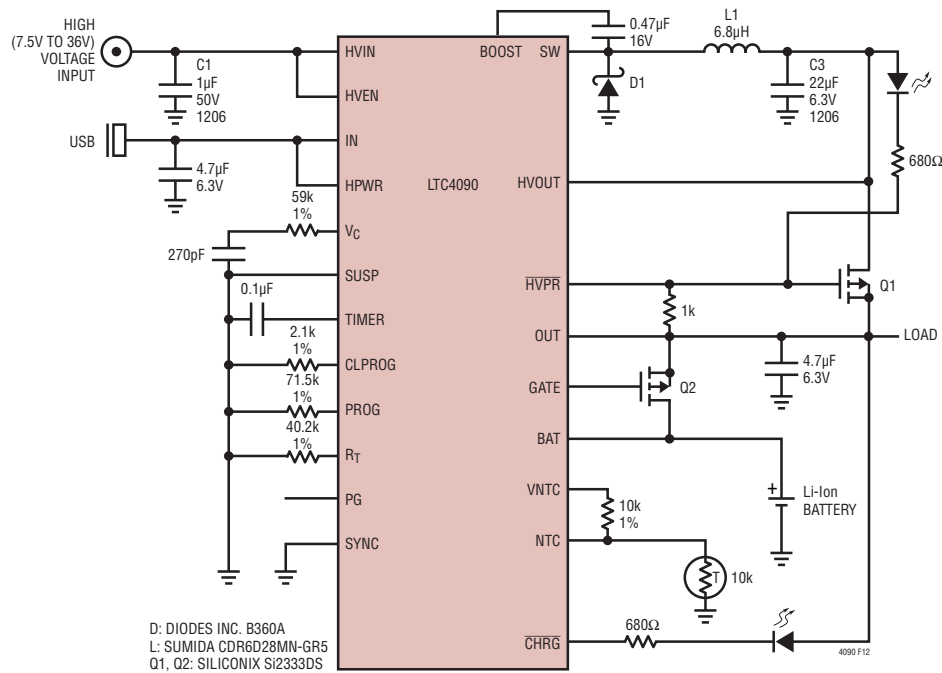 HIGH
(7.5V TO 36V)
VOLTAGE
INPUT
C1
1µF
50V
1206
HVIN
HVEN
BOOST
SW
0.47µF
16V
D1
L1
6.8µH
C3
22µF
6.3V
1206
680Ω
USB
4.7µF
6.3V
IN
HPWR
LTC4090
HVOUT
59k
1%
VC
270pF
SUSP
0.1µF
TIMER
2.1k
1%
CLPROG
71.5k
1%
PROG
40.2k
1%
RT
PG
SYNC
HVPR
Q1
1k
OUT
LOAD
4.7µF
6.3V
GATE
Q2
BAT
+
Li-Ion
BATTERY
VNTC
10k
1%
NTC
T
10k
CHRG
680Ω
4090 F12
D: DIODES INC. B360A
L: SUMIDA CDR6D28MN-GR5
Q1, Q2: SILICONIX Si2333DS